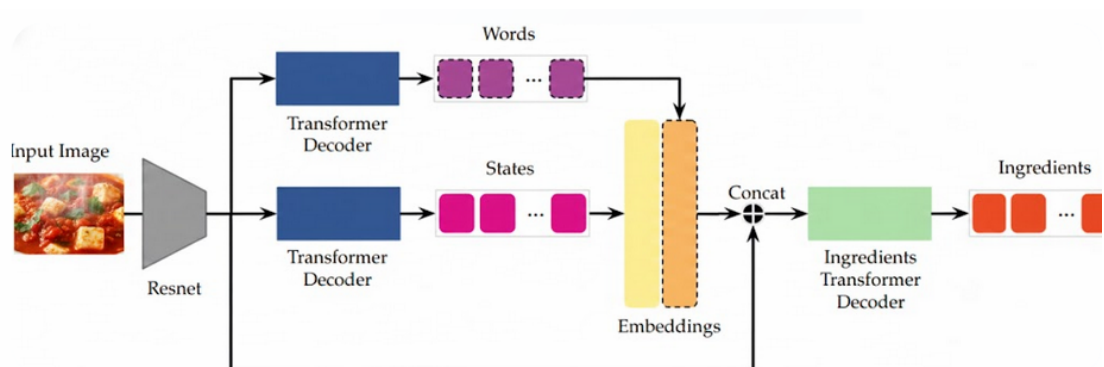 Words
Transformer
Decoder
Input Image
States
Transformer
Decoder
Resnet
Embeddings
Concat
Ingredients
Transformer
Decoder
Ingredients